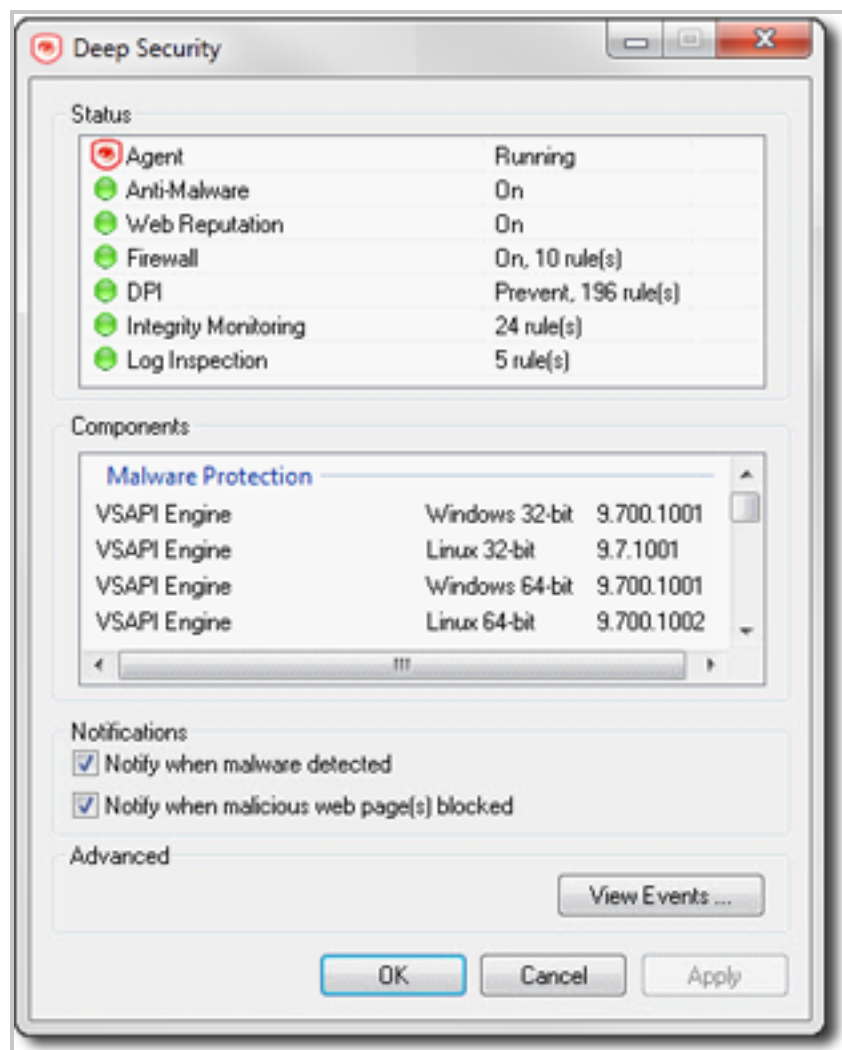 Deep Security
Status
Agent Running
Anti-Malware On
Web Reputation On
Firewall On, 10 rule(s)
DPI Prevent, 196 rule(s)
Integrity Monitoring 24 rule(s)
Log Inspection 5 rule(s)
Components
Malware Protection
VSAPI Engine Windows 32-bit 9.700.1001
VSAPI Engine Linux 32-bit 9.7.1001
VSAPI Engine Windows 64-bit 9.700.1001
VSAPI Engine Linux 64-bit 9.700.1002
Notifications
Notify when malware detected
Notify when malicious web page(s) blocked
Advanced
View Events ...
OK Cancel Apply